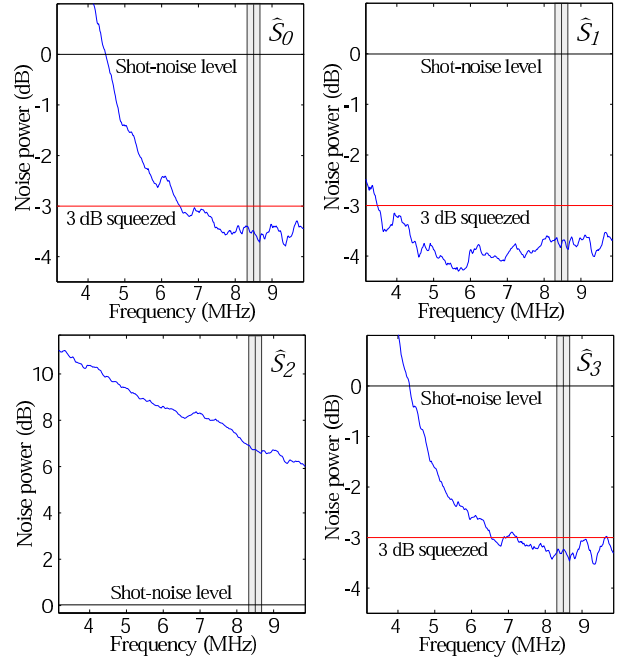 Ŝ0
0
Shot-noise level
-1
-2
-3
3 dB squeezed
-4
Noise power (dB)
4 5 6 7 8 9
Frequency (MHz)
Ŝ1
0
Shot-noise level
-1
-2
-3
3 dB squeezed
-4
Noise power (dB)
4 5 6 7 8 9
Frequency (MHz)
Ŝ2
10
8
6
4
2
Shot-noise level
0
Noise power (dB)
4 5 6 7 8 9
Frequency (MHz)
Ŝ3
0
Shot-noise level
-1
-2
-3
3 dB squeezed
-4
Noise power (dB)
4 5 6 7 8 9
Frequency (MHz)